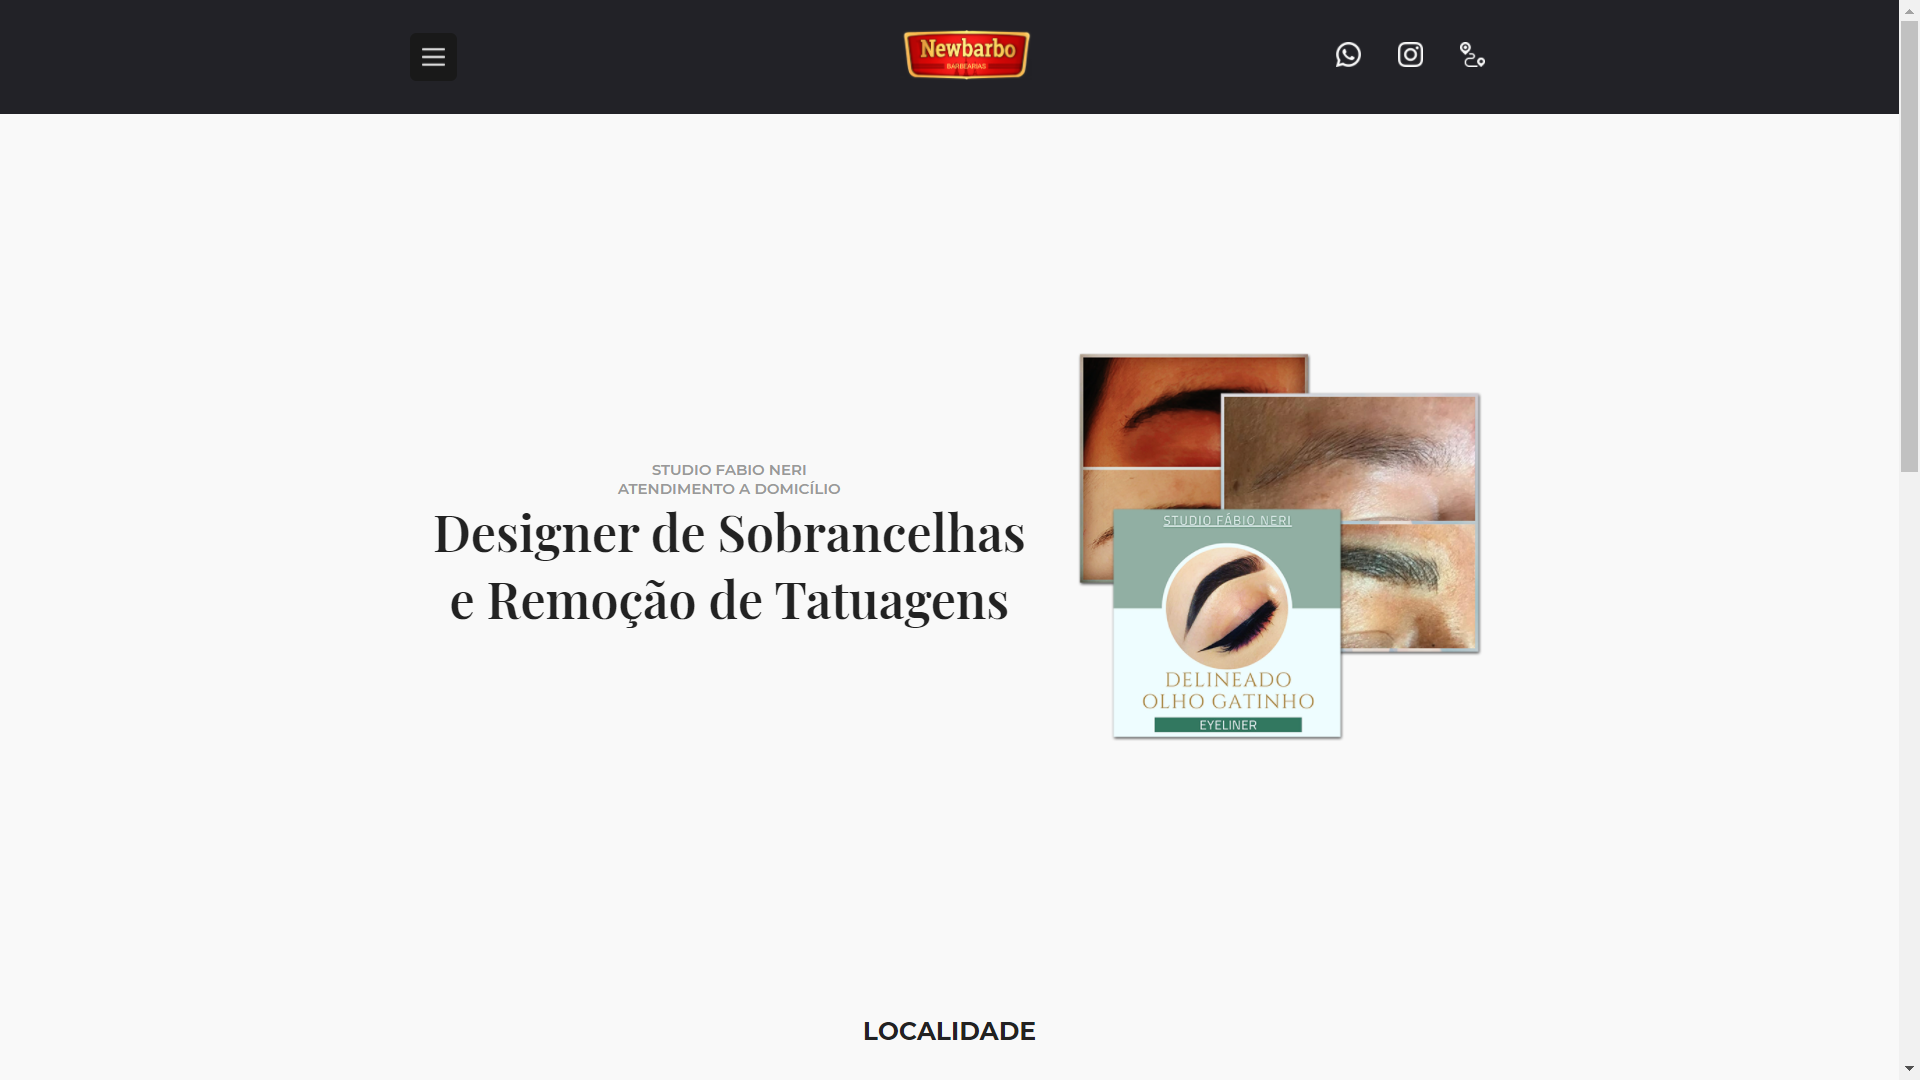 Newbarbo
BARBEARIAS
STUDIO FABIO NERI
ATENDIMENTO A DOMICÍLIO
Designer de Sobrancelhas
e Remoção de Tatuagens
STUDIO FÁBIO NERI
DELINEADO
OLHO GATINHO
EYELINER
LOCALIDADE